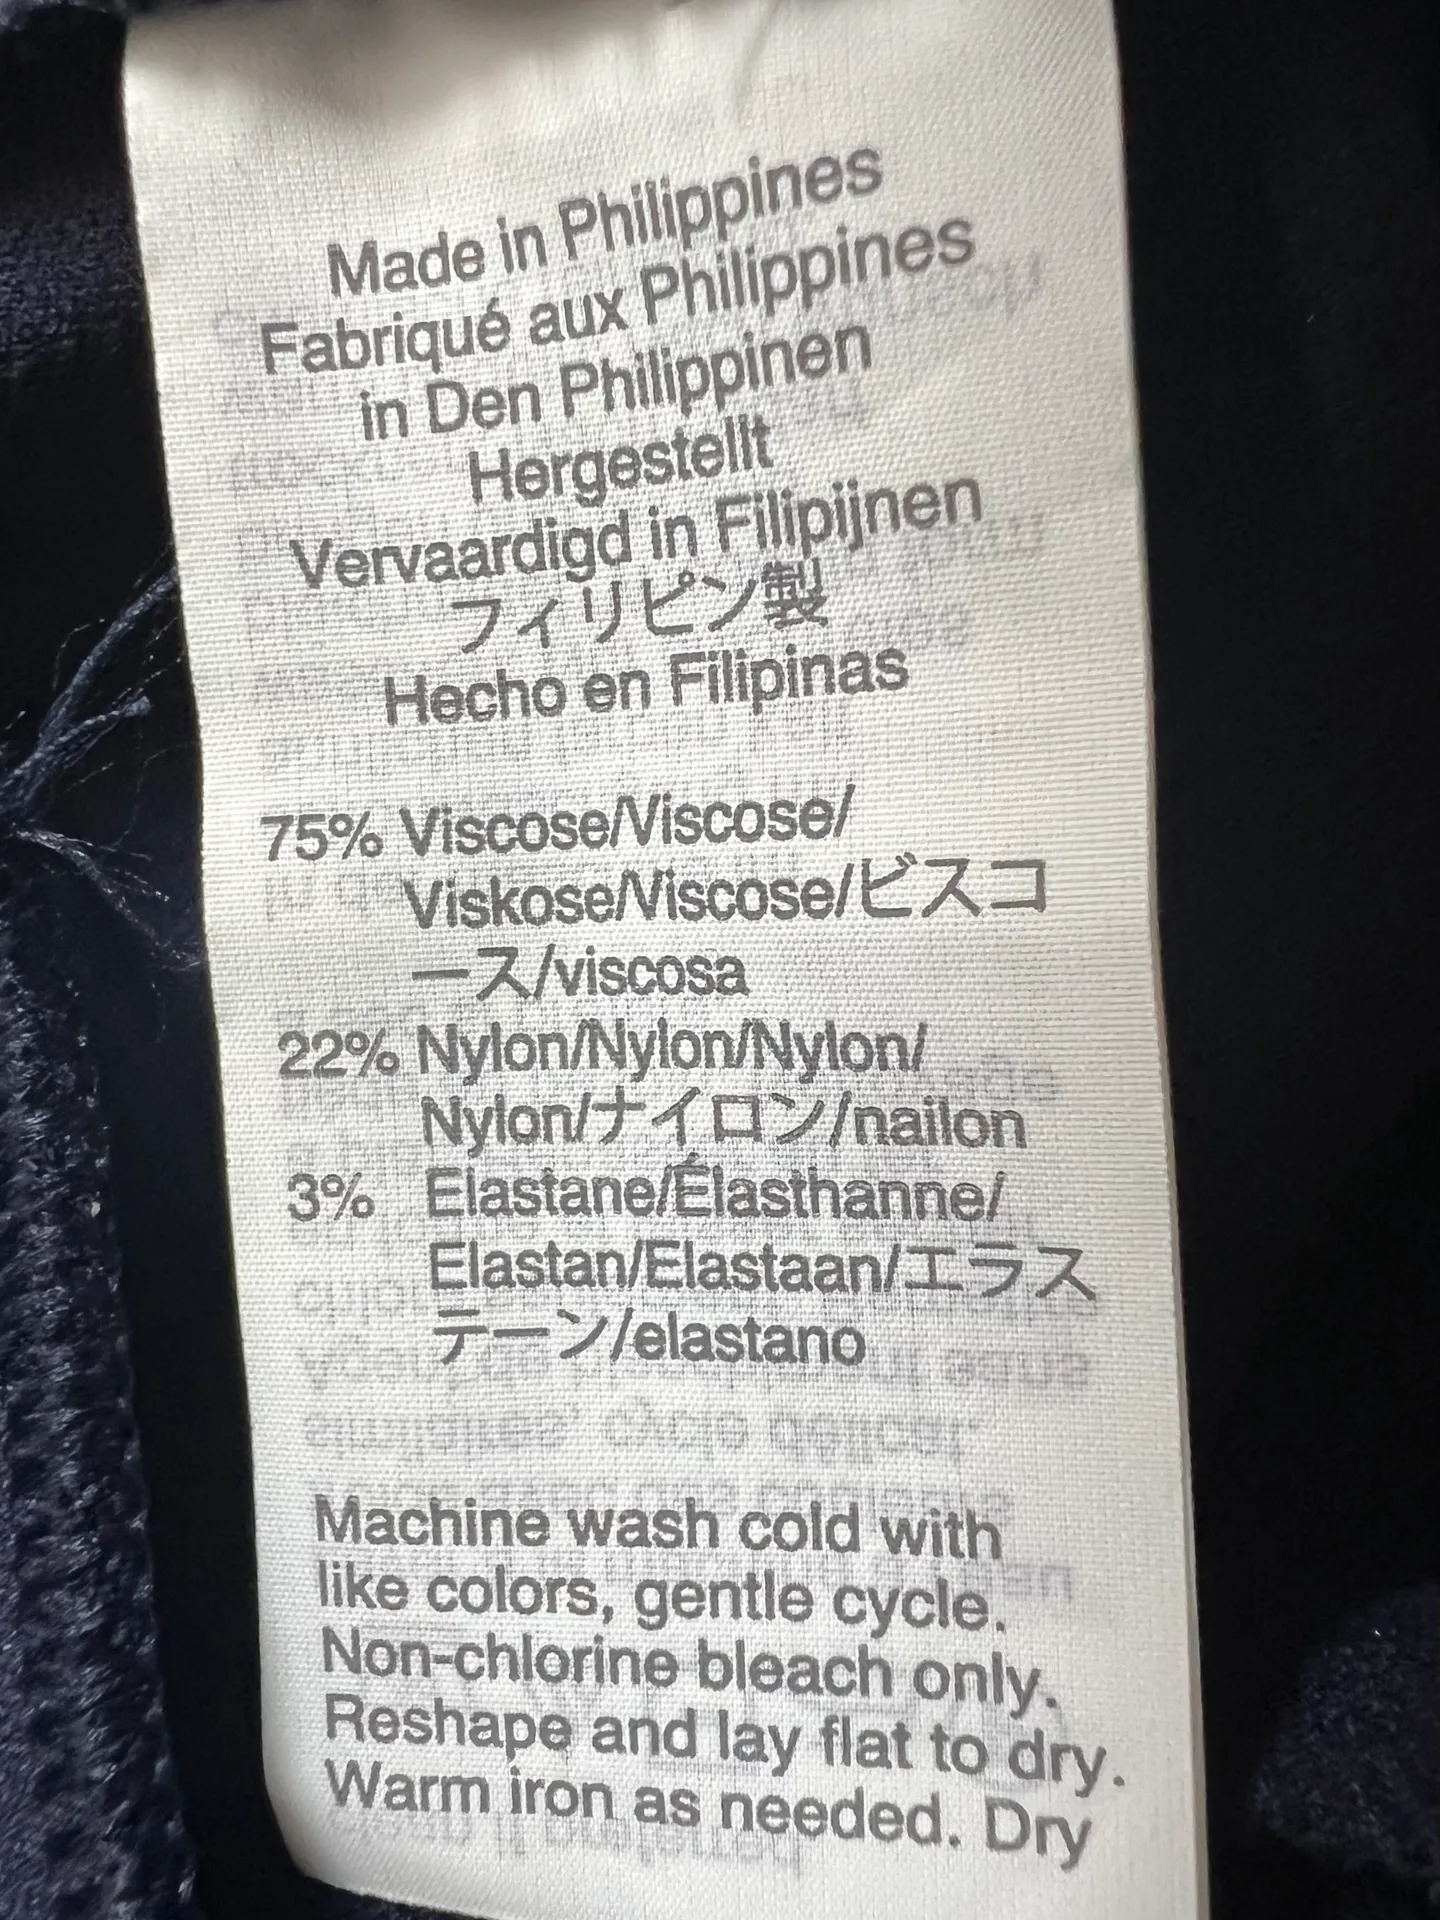 Made in Philippines
Fabriqué aux Philippines
in Den Philippinen
Hergestellt
Vervaardigd in Filipijnen
フィリピン製
Hecho en Filipinas
75% Viscose/Viscose/
Viskose/Viscose/ビスコ
ース/viscosa
22% Nylon/Nylon/Nylon/
Nylon/ナイロン/nailon
3% Elastane/Élasthanne/
Elastan/Elastaan/エラス
テーン/elastano
Machine wash cold with
like colors, gentle cycle.
Non-chlorine bleach only.
Reshape and lay flat to dry.
Warm iron as needed. Dry